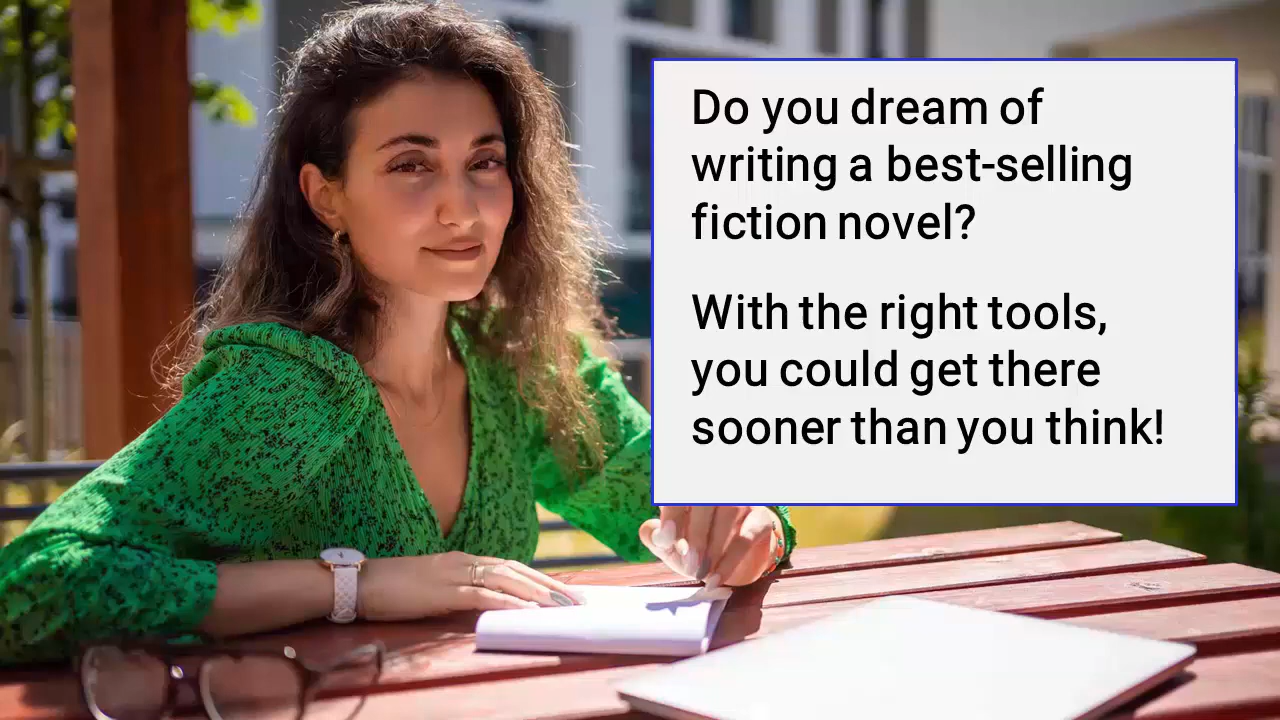 Do you dream of
writing a best-selling
fiction novel?
With the right tools,
you could get there
sooner than you think!